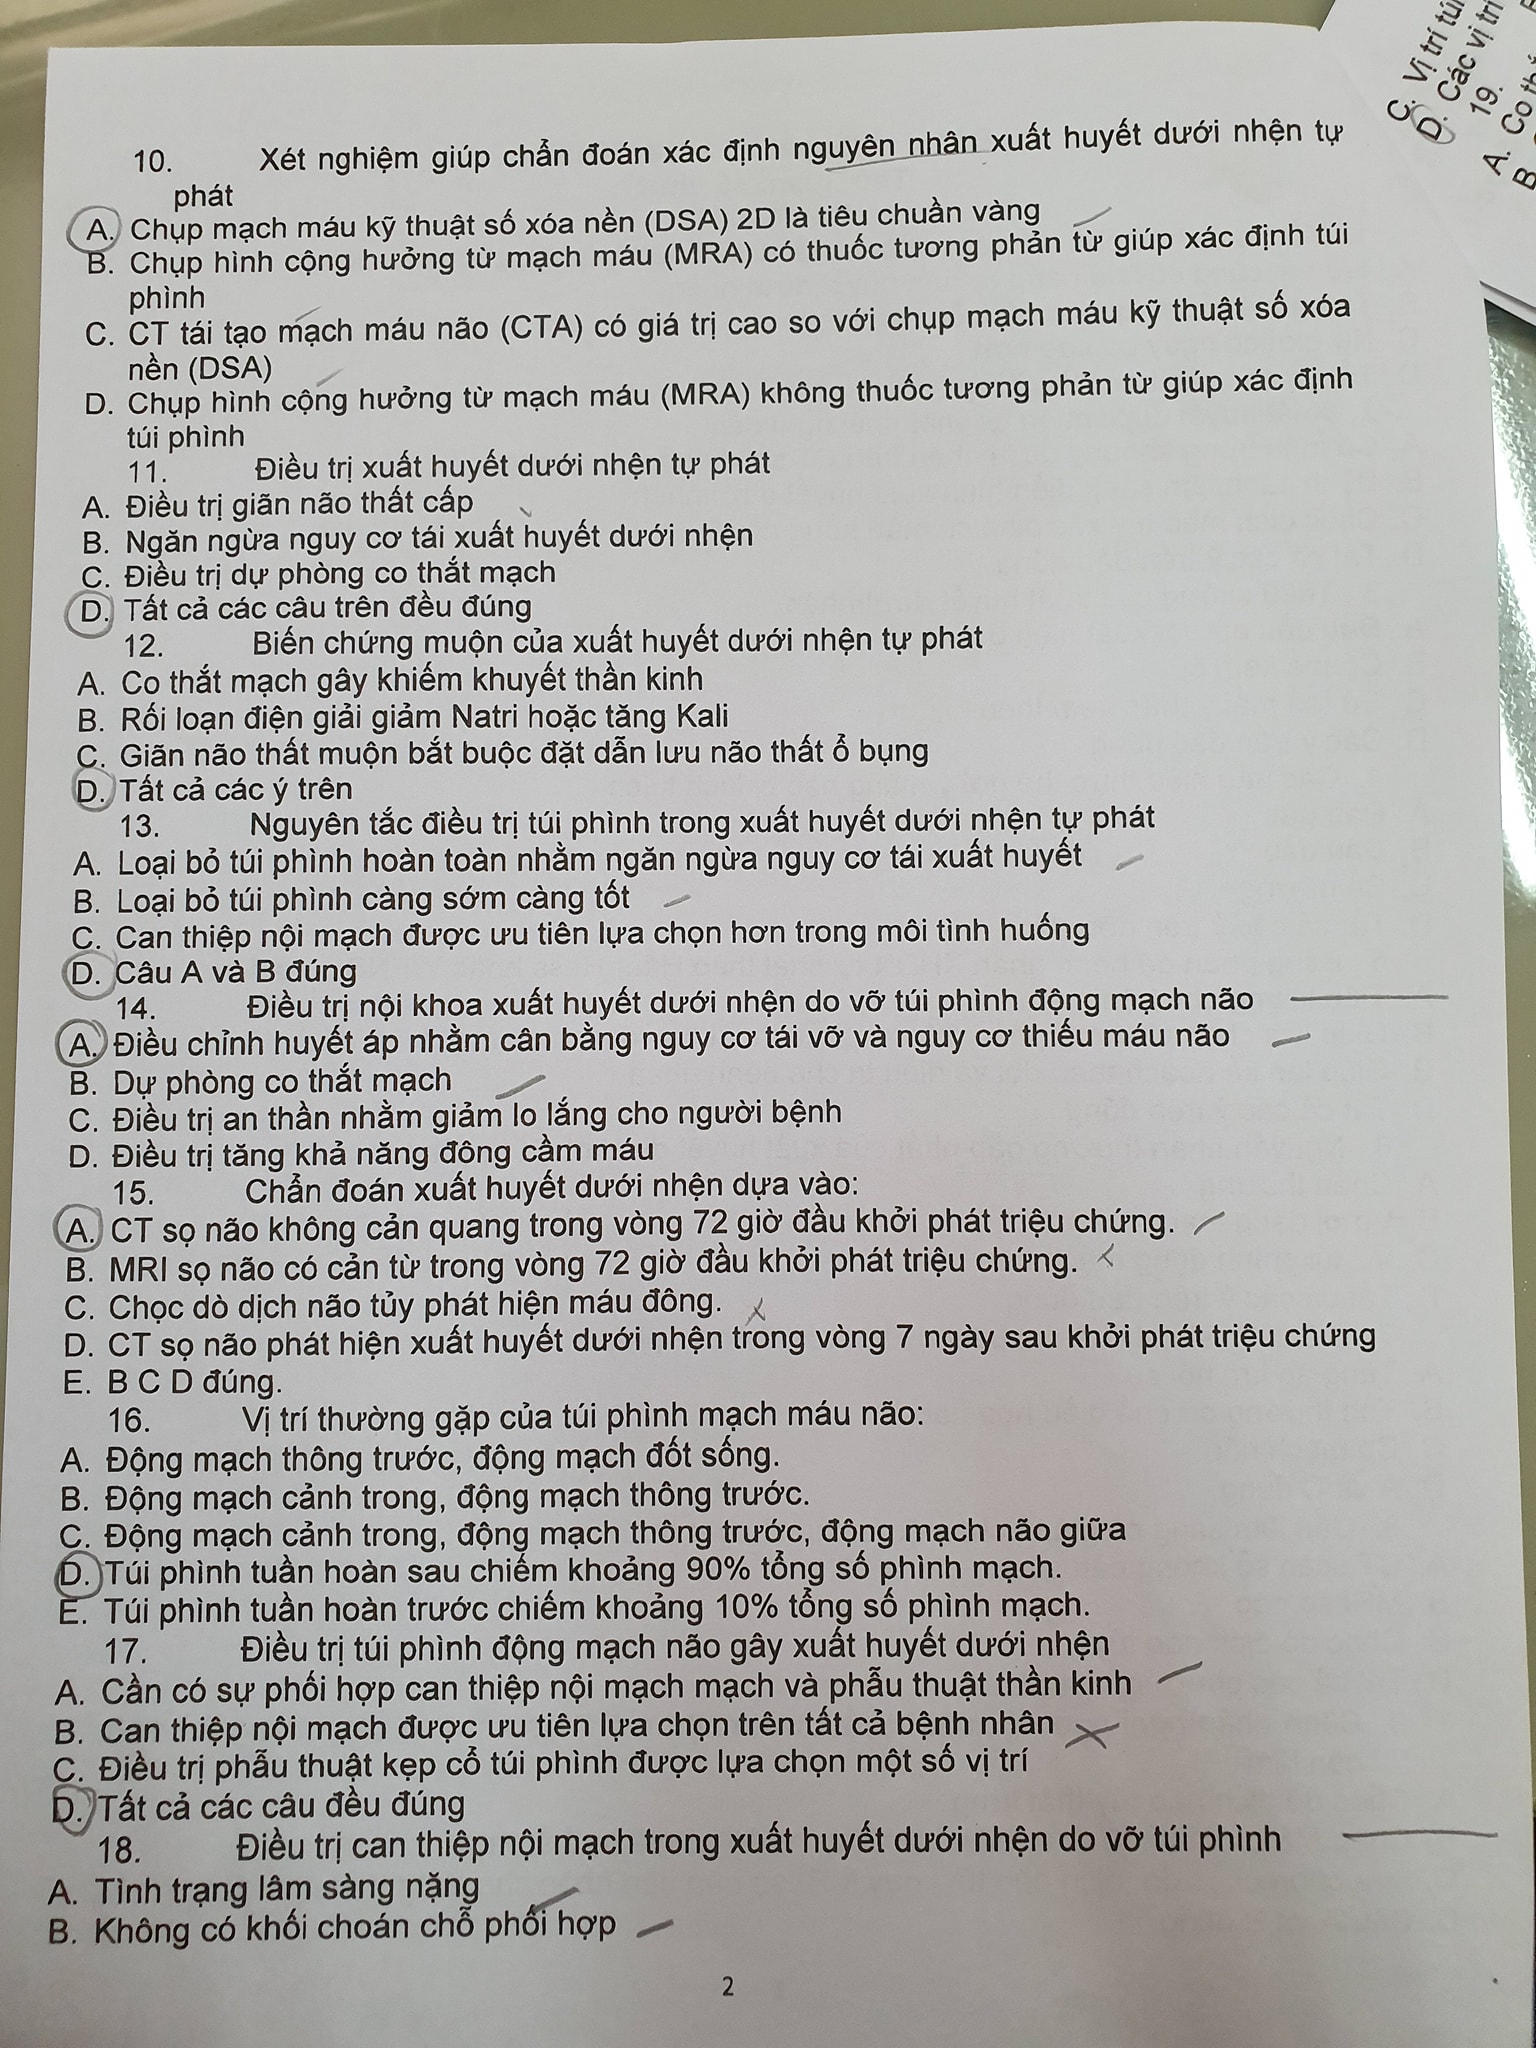 10. Xét nghiệm giúp chẩn đoán xác định nguyên nhân xuất huyết dưới nhện tự
phát
A. Chụp mạch máu kỹ thuật số xóa nền (DSA) 2D là tiêu chuẩn vàng
B. Chụp hình cộng hưởng từ mạch máu (MRA) có thuốc tương phản từ giúp xác định túi
phình
C. CT tái tạo mạch máu não (CTA) có giá trị cao so với chụp mạch máu kỹ thuật số xóa
nền (DSA)
D. Chụp hình cộng hưởng từ mạch máu (MRA) không thuốc tương phản từ giúp xác định
túi phình
11. Điều trị xuất huyết dưới nhện tự phát
A. Điều trị giãn não thất cấp
B. Ngăn ngừa nguy cơ tái xuất huyết dưới nhện
C. Điều trị dự phòng co thắt mạch
D. Tất cả các câu trên đều đúng
12. Biến chứng muộn của xuất huyết dưới nhện tự phát
A. Co thắt mạch gây khiếm khuyết thần kinh
B. Rối loạn điện giải giảm Natri hoặc tăng Kali
C. Giãn não thất muộn bắt buộc đặt dẫn lưu não thất ổ bụng
D. Tất cả các ý trên
13. Nguyên tắc điều trị túi phình trong xuất huyết dưới nhện tự phát
A. Loại bỏ túi phình hoàn toàn nhằm ngăn ngừa nguy cơ tái xuất huyết
B. Loại bỏ túi phình càng sớm càng tốt
C. Can thiệp nội mạch được ưu tiên lựa chọn hơn trong môi tình huống
D. Câu A và B đúng
14. Điều trị nội khoa xuất huyết dưới nhện do vỡ túi phình động mạch não
A. Điều chỉnh huyết áp nhằm cân bằng nguy cơ tái vỡ và nguy cơ thiếu máu não
B. Dự phòng co thắt mạch
C. Điều trị an thần nhằm giảm lo lắng cho người bệnh
D. Điều trị tăng khả năng đông cầm máu
15. Chẩn đoán xuất huyết dưới nhện dựa vào:
A. CT sọ não không cản quang trong vòng 72 giờ đầu khởi phát triệu chứng.
B. MRI sọ não có cản từ trong vòng 72 giờ đầu khởi phát triệu chứng.
C. Chọc dò dịch não tủy phát hiện máu đông.
D. CT sọ não phát hiện xuất huyết dưới nhện trong vòng 7 ngày sau khởi phát triệu chứng
E. B C D đúng.
16. Vị trí thường gặp của túi phình mạch máu não:
A. Động mạch thông trước, động mạch đốt sống.
B. Động mạch cảnh trong, động mạch thông trước.
C. Động mạch cảnh trong, động mạch thông trước, động mạch não giữa
D. Túi phình tuần hoàn sau chiếm khoảng 90% tổng số phình mạch.
E. Túi phình tuần hoàn trước chiếm khoảng 10% tổng số phình mạch.
17. Điều trị túi phình động mạch não gây xuất huyết dưới nhện
A. Cần có sự phối hợp can thiệp nội mạch mạch và phẫu thuật thần kinh
B. Can thiệp nội mạch được ưu tiên lựa chọn trên tất cả bệnh nhân
C. Điều trị phẫu thuật kẹp cổ túi phình được lựa chọn một số vị trí
D. Tất cả các câu đều đúng
18. Điều trị can thiệp nội mạch trong xuất huyết dưới nhện do vỡ túi phình
A. Tình trạng lâm sàng nặng
B. Không có khối choán chỗ phối hợp
2
C. Vị trí túi
D. Các vị trí
19.
A. Co
B.